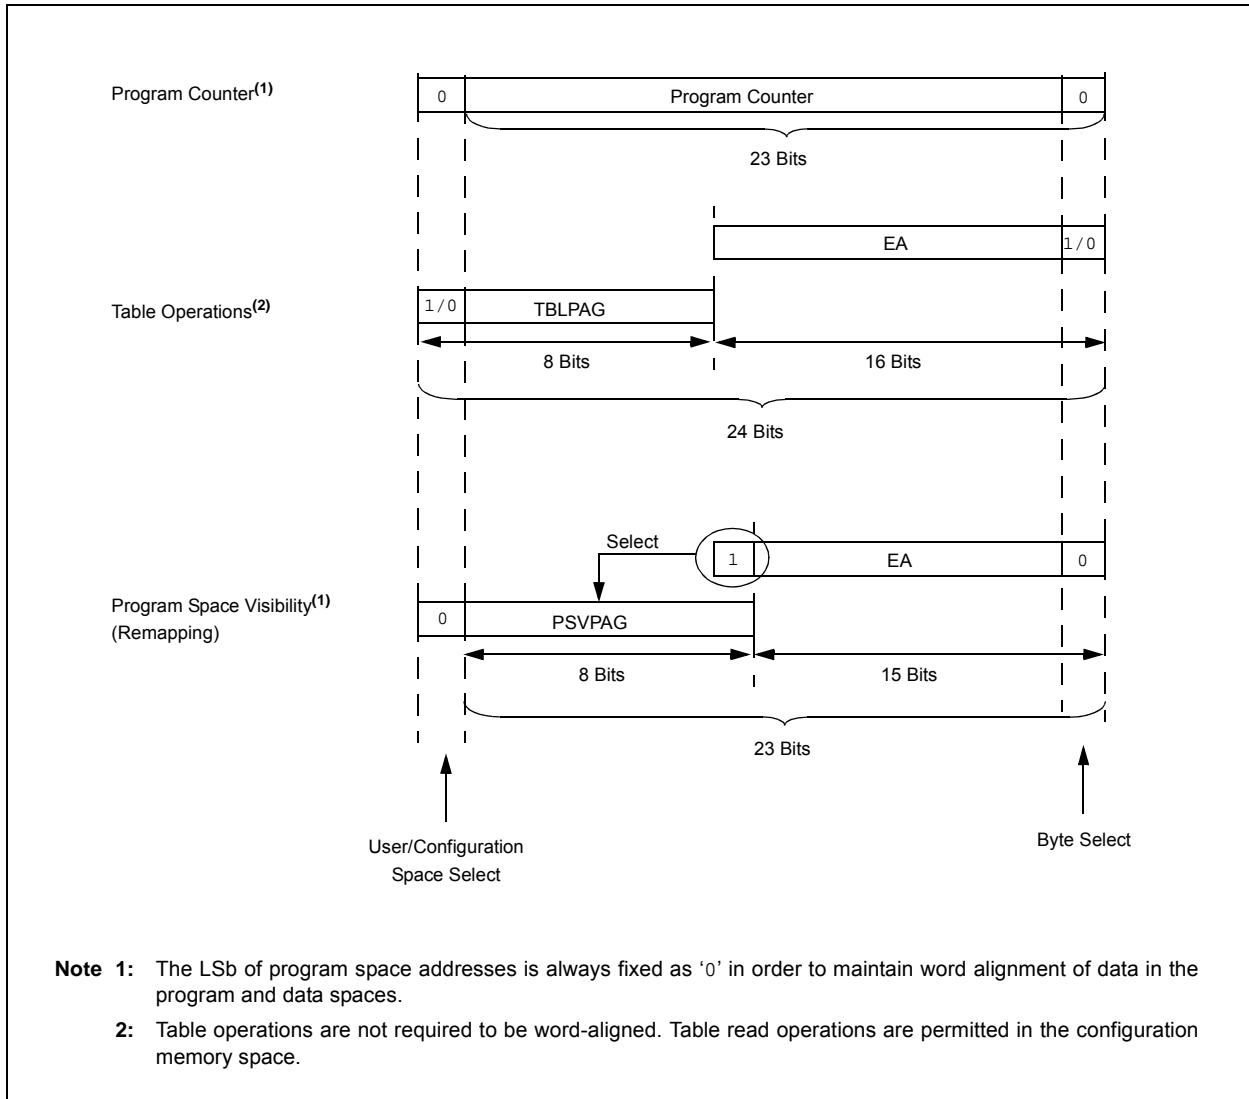 Program Counter(1)
0
Program Counter
0
23 Bits
EA
1/0
Table Operations(2)
1/0
TBLPAG
8 Bits
16 Bits
24 Bits
Select
1
EA
0
Program Space Visibility(1)
(Remapping)
0
PSVPAG
8 Bits
15 Bits
23 Bits
User/Configuration
Space Select
Byte Select
Note 1: The LSb of program space addresses is always fixed as ‘0’ in order to maintain word alignment of data in the
program and data spaces.
2: Table operations are not required to be word-aligned. Table read operations are permitted in the configuration
memory space.